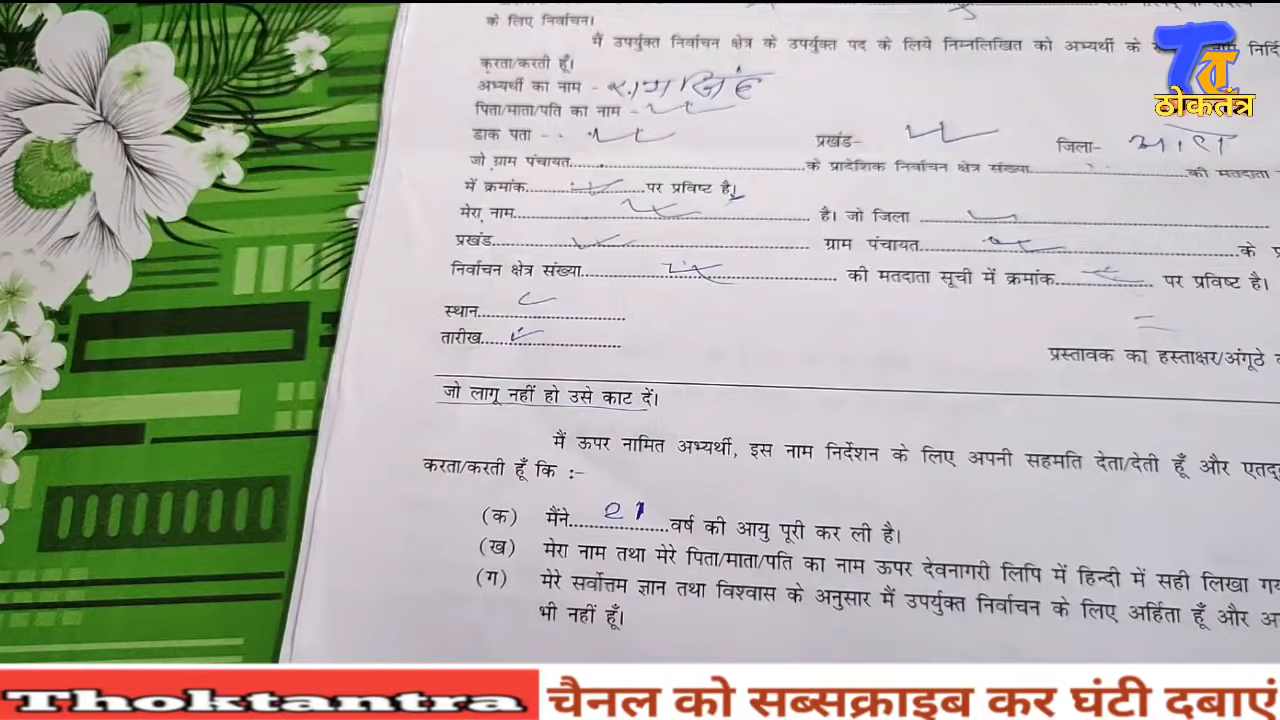 के लिए निर्वाचन।
मैं उपर्युक्त निर्वाचन क्षेत्र के उपर्युक्त पद के लिये निम्नलिखित को अभ्यर्थी के
करता/करती हूँ।
अभ्यर्थी का नाम - राम सिंह
पिता/माता/पति का नाम -
डाक पता - प्रखंड- जिला-
जो ग्राम पंचायत............के प्रादेशिक निर्वाचन क्षेत्र संख्या............की मतदाता
में क्रमांक............पर प्रविष्ट है।
मेरा नाम............है। जो जिला............
प्रखंड............ग्राम पंचायत............के
निर्वाचन क्षेत्र संख्या............की मतदाता सूची में क्रमांक............पर प्रविष्ट है।
स्थान............
तारीख............
प्रस्तावक का हस्ताक्षर/अंगूठे
जो लागू नहीं हो उसे काट दें।
मैं ऊपर नामित अभ्यर्थी, इस नाम निर्देशन के लिए अपनी सहमति देता/देती हूँ और
करता/करती हूँ कि :-
(क) मैंने......21......वर्ष की आयु पूरी कर ली है।
(ख) मेरा नाम तथा मेरे पिता/माता/पति का नाम ऊपर देवनागरी लिपि में हिन्दी में सही लिखा
(ग) मेरे सर्वोत्तम ज्ञान तथा विश्वास के अनुसार मैं उपर्युक्त निर्वाचन के लिए अर्हिता हूँ और
भी नहीं हूँ।
ठोकतंत्र
Thoktantra चैनल को सब्सक्राइब कर घंटी दबाएं